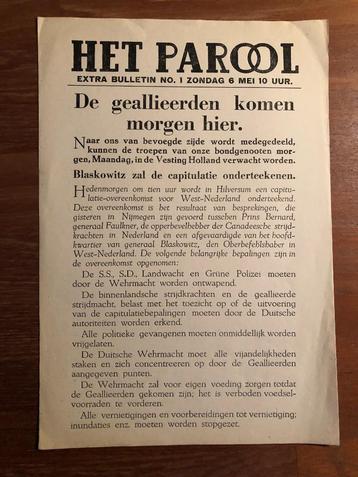 HET PAROOL
EXTRA BULLETIN NO. 1 ZONDAG 6 MEI 10 UUR.
De geallieerden komen
morgen hier.
Naar ons van bevoegde zijde wordt medegedeeld,
kunnen de troepen van onze bondgenooten mor-
gen, Maandag, in de Vesting Holland verwacht worden.
Blaskowitz zal de capitulatie onderteekenen.
Hedenmorgen om tien uur wordt in Hilversum een capitu-
latie-overeenkomst voor West-Nederland onderteekend.
Deze overeenkomst is het resultaat van besprekingen, die
gisteren in Nijmegen zijn gevoerd tusschen Prins Bernard,
generaal Faulkner, de opperbevelhebber der Canadeesche strijd-
krachten in Nederland en een afgevaardigde van het hoofd-
kwartier van generaal Blaskowitz, den Oberbefehlshaber in
West-Nederland. De volgende belangrijke bepalingen zijn in
de overeenkomst opgenomen:
De S.S., S.D., Landwacht en Grüne Polizei moeten
door de Wehrmacht worden ontwapend.
De binnenlandsche strijdkrachten en de geallieerde
strijdmacht, belast met het toezicht op de uitvoering
van de capitulatiebepalingen moeten door de Duitsche
autoriteiten worden erkend.
Alle politieke gevangenen moeten onmiddellijk worden
vrijgelaten.
De Duitsche Wehrmacht moet alle vijandelijkheden
staken en zich concentreeren op door de Geallieerden
aangegeven punten.
De Wehrmacht zal voor eigen voeding zorgen totdat
de Geallieerden gekomen zijn; het is verboden voedsel-
voorraden te vorderen.
Alle vernietigingen en voorbereidingen tot vernietiging;
inundaties enz. moeten worden stopgezet.